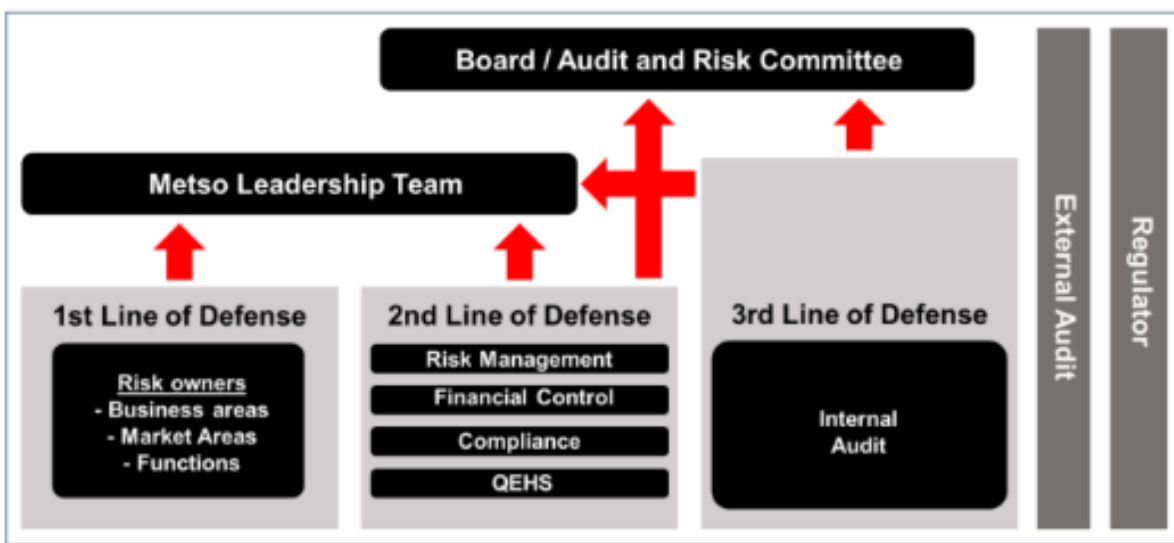 Board / Audit and Risk Committee
Metso Leadership Team
1st Line of Defense
Risk owners
- Business areas
- Market Areas
- Functions
2nd Line of Defense
Risk Management
Financial Control
Compliance
QEHS
3rd Line of Defense
Internal
Audit
External Audit
Regulator